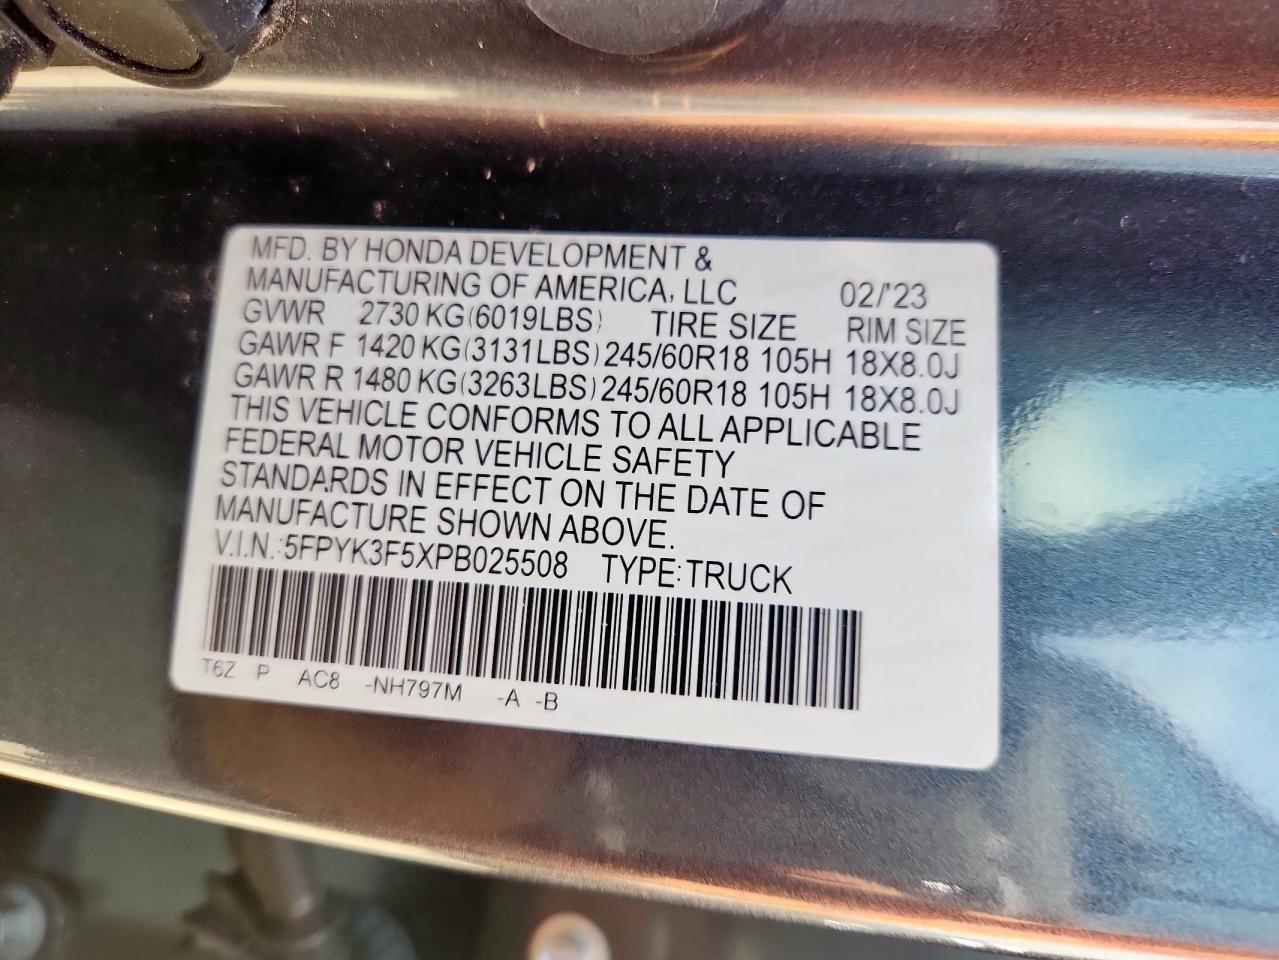 MFD. BY HONDA DEVELOPMENT &
MANUFACTURING OF AMERICA, LLC 02/'23
GVWR 2730 KG(6019LBS) TIRE SIZE RIM SIZE
GAWR F 1420 KG(3131LBS) 245/60R18 105H 18X8.0J
GAWR R 1480 KG(3263LBS) 245/60R18 105H 18X8.0J
THIS VEHICLE CONFORMS TO ALL APPLICABLE
FEDERAL MOTOR VEHICLE SAFETY
STANDARDS IN EFFECT ON THE DATE OF
MANUFACTURE SHOWN ABOVE.
V.I.N.:5FPYK3F5XPB025508 TYPE:TRUCK
T6Z P AC8 -NH797M -A -B